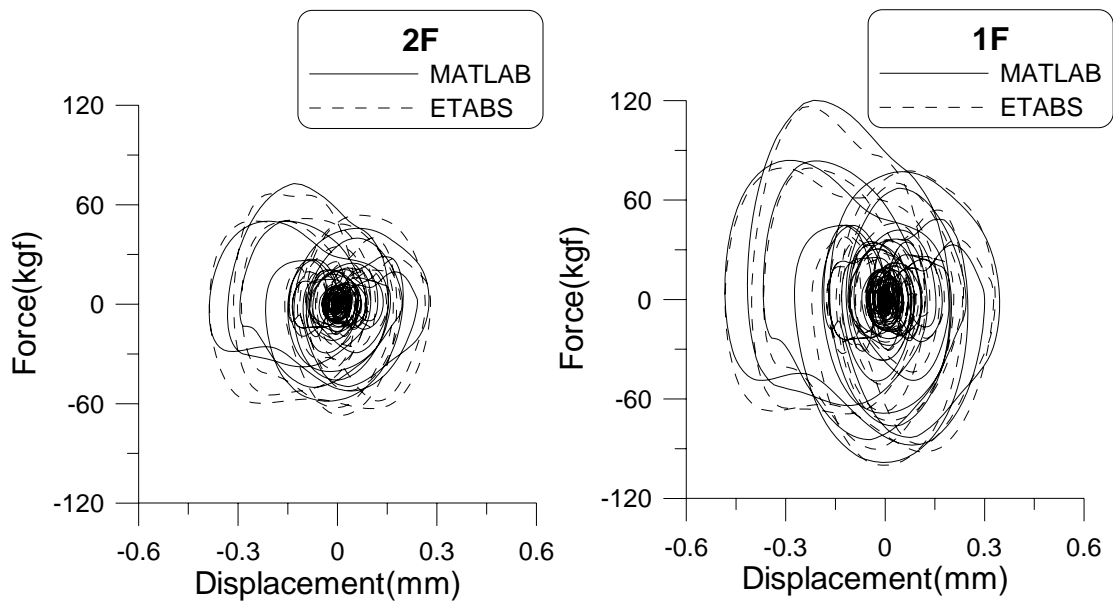 2F
MATLAB
ETABS
120
60
0
-60
-120
Force(kgf)
-0.6
-0.3
0
0.3
0.6
Displacement(mm)
1F
MATLAB
ETABS
120
60
0
-60
-120
Force(kgf)
-0.6
-0.3
0
0.3
0.6
Displacement(mm)